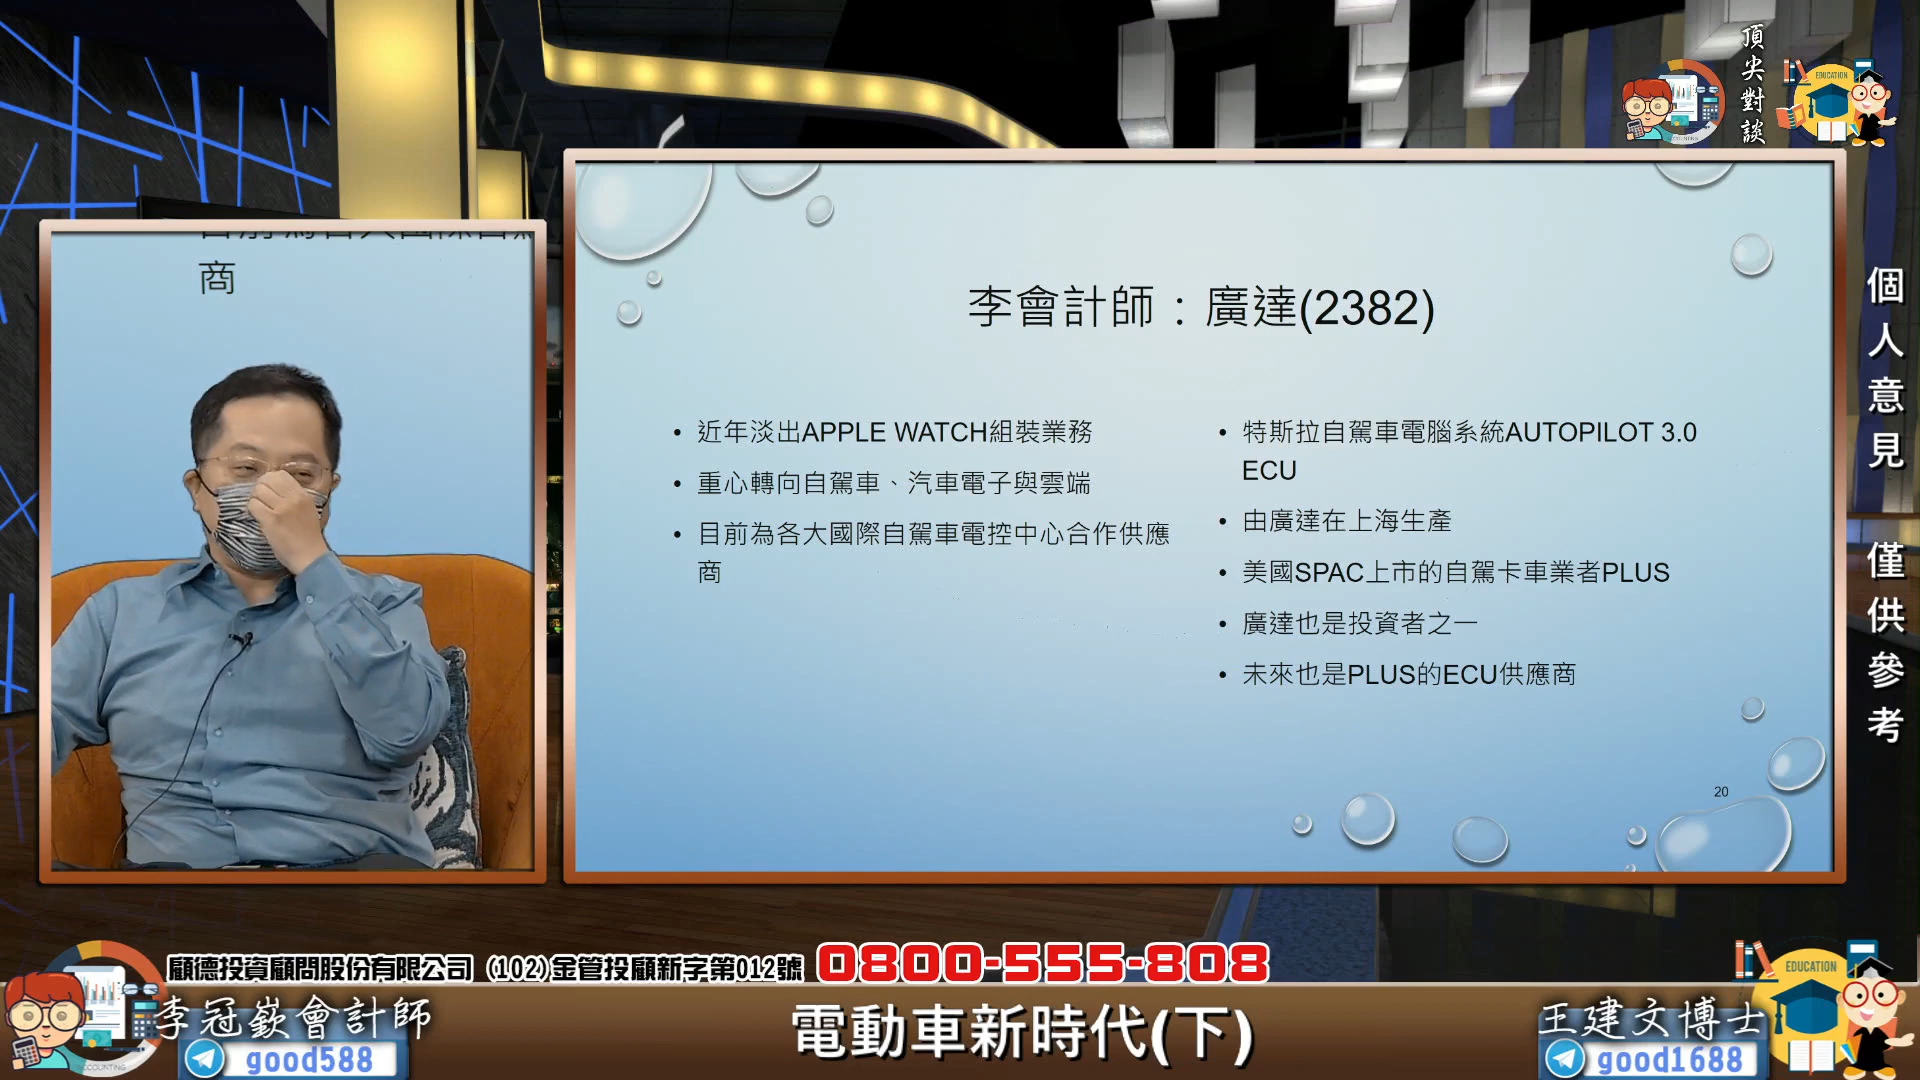 頂尖對談
EDUCATION
商
李會計師：廣達(2382)
• 近年淡出APPLE WATCH組裝業務
• 重心轉向自駕車、汽車電子與雲端
• 目前為各大國際自駕車電控中心合作供應
商
• 特斯拉自駕車電腦系統AUTOPILOT 3.0
ECU
• 由廣達在上海生產
• 美國SPAC上市的自駕卡車業者PLUS
• 廣達也是投資者之一
• 未來也是PLUS的ECU供應商
20
個人意見 僅供參考
顧德投資顧問股份有限公司 (102)金管投顧新字第012號 0800-555-808
李冠嶔會計師
good588
ACCOUNTING
電動車新時代(下)
EDUCATION
王建文博士
good1688